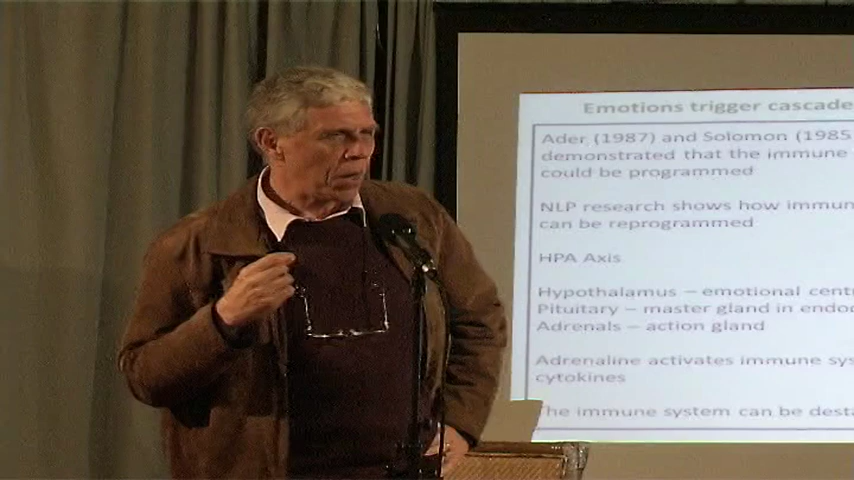 Emotions trigger cascade
Ader, (1987) and Solomon (1985
demonstrated that the immune
could be programmed
NLP research shows how immun
can be reprogrammed
HPA Axis
Hypothalamus – emotional centr
Pituitary – master gland in endoc
Adrenals – action gland
Adrenaline activates immune sys
cytokines
The immune system can be desta